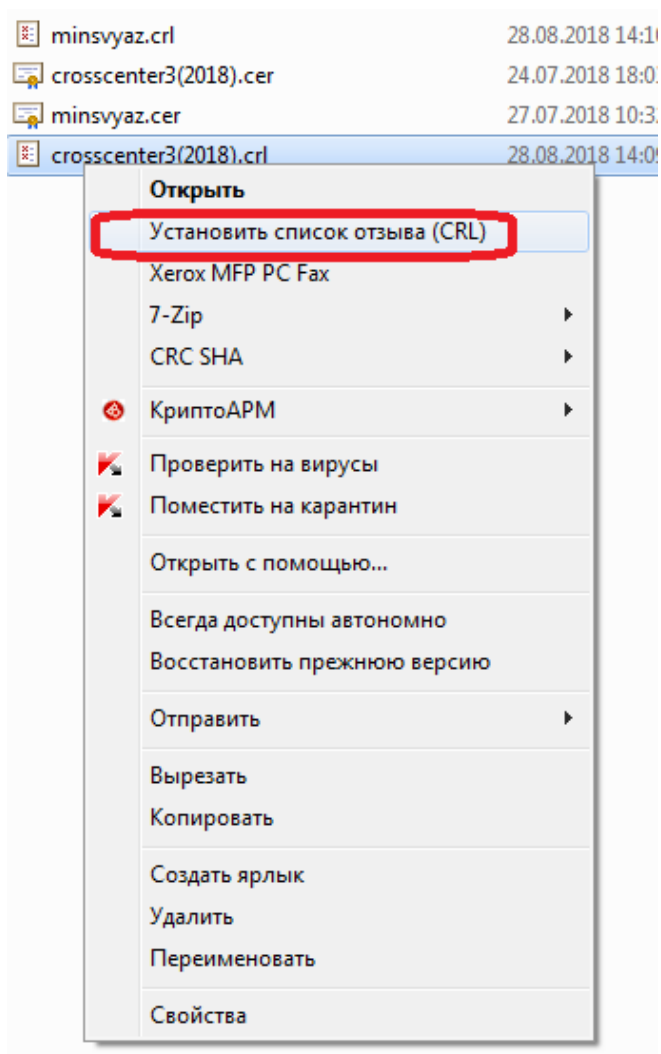 minsvyaz.crl 28.08.2018 14:10
crosscenter3(2018).cer 24.07.2018 18:0
minsvyaz.cer 27.07.2018 10:3
crosscenter3(2018).crl 28.08.2018 14:09
Открыть
Установить список отзыва (CRL)
Xerox MFP PC Fax
7-Zip
CRC SHA
КриптоАРМ
Проверить на вирусы
Поместить на карантин
Открыть с помощью...
Всегда доступны автономно
Восстановить прежнюю версию
Отправить
Вырезать
Копировать
Создать ярлык
Удалить
Переименовать
Свойства